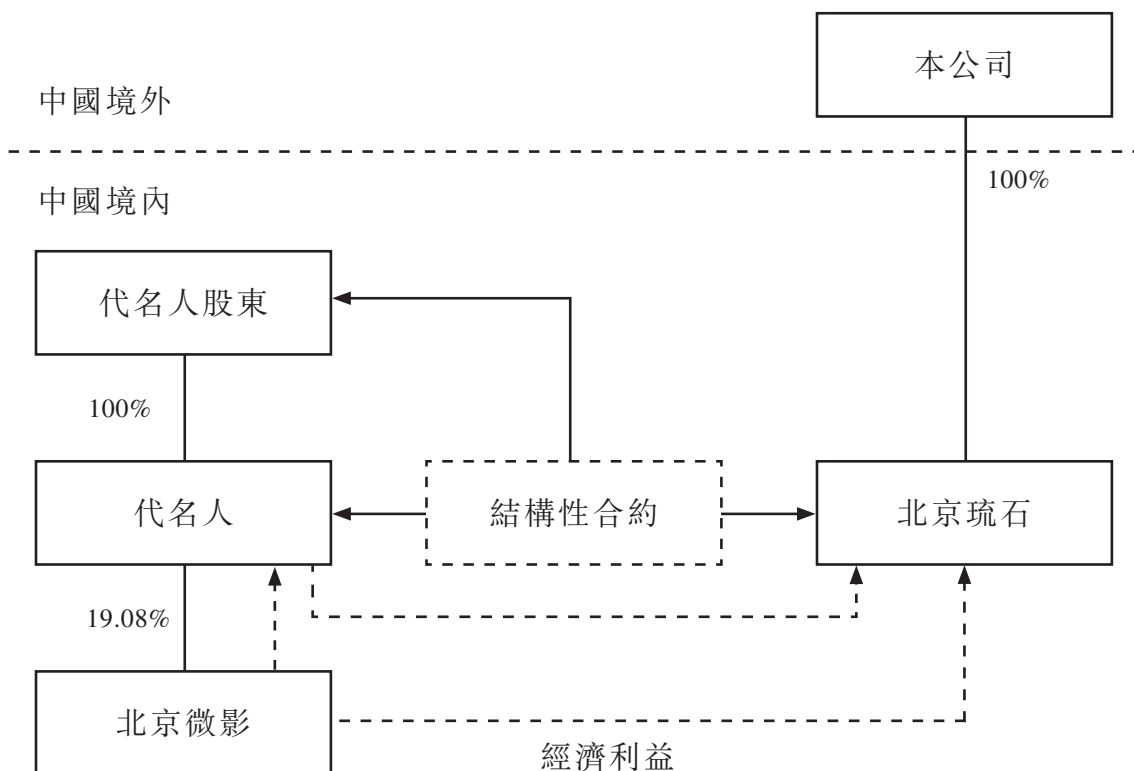 本公司
中國境外
100%
中國境內
代名人股東
100%
代名人
結構性合約
北京琉石
19.08%
北京微影
經濟利益